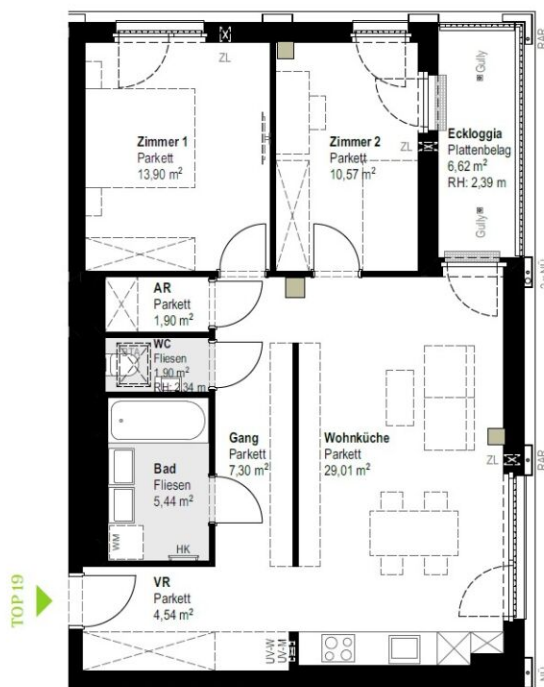 RAR
Gully
ZL
Zimmer 1
Parkett
13,90 m²
Zimmer 2
Parkett
10,57 m²
ZL
Eckloggia
Plattenbelag
6,62 m²
RH: 2,39 m
Gully
AR
Parkett
1,90 m²
WC
Fliesen
1,90 m²
RH: 2,34 m
Bad
Fliesen
5,44 m²
WM
HK
Gang
7,30 m²
Parkett
Wohnküche
Parkett
29,01 m²
ZL
RAR
VR
Parkett
4,54 m²
TOP 19
UV-W
UV-M